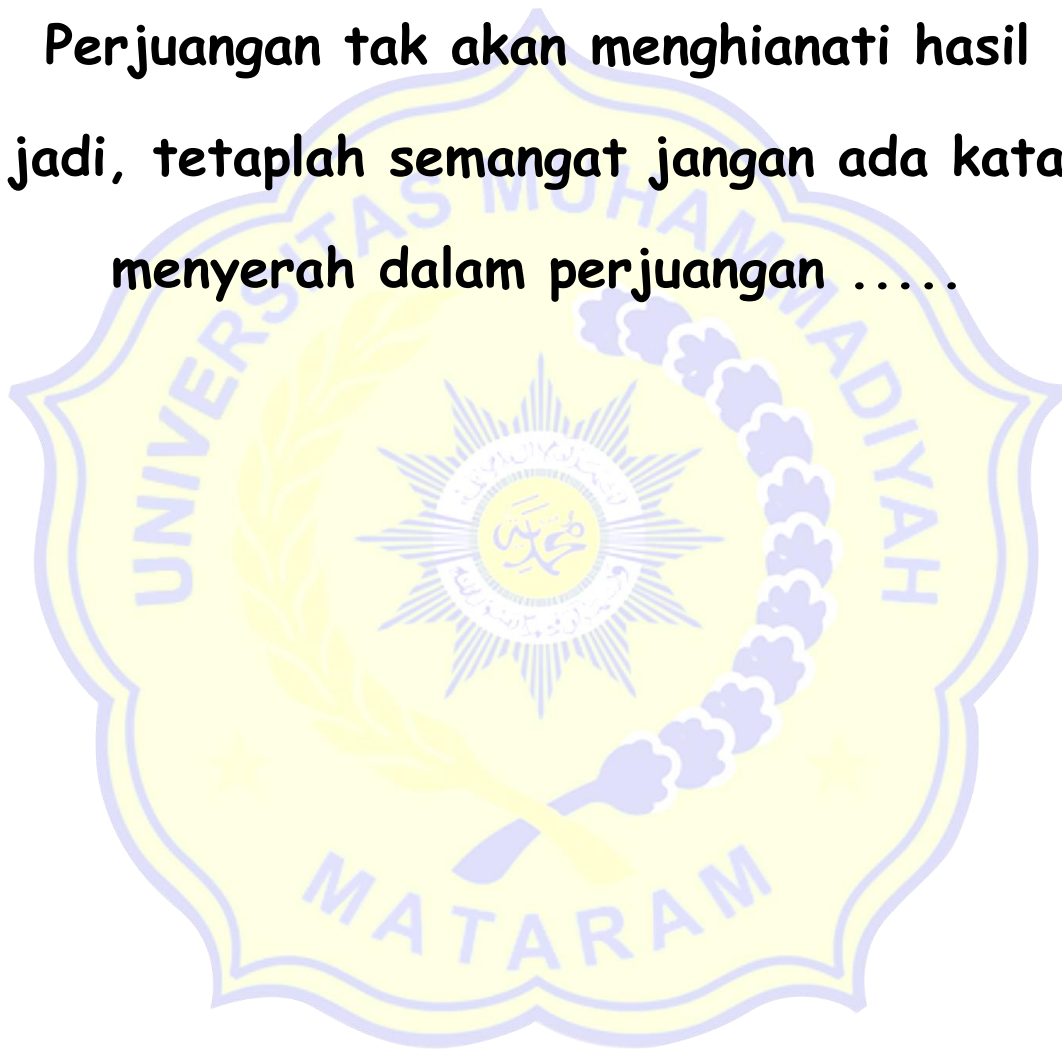 Perjuangan tak akan menghianati hasil
jadi, tetaplah semangat jangan ada kata
menyerah dalam perjuangan .....
UNIVERSITAS MUHAMMADIYAH
MATARAM